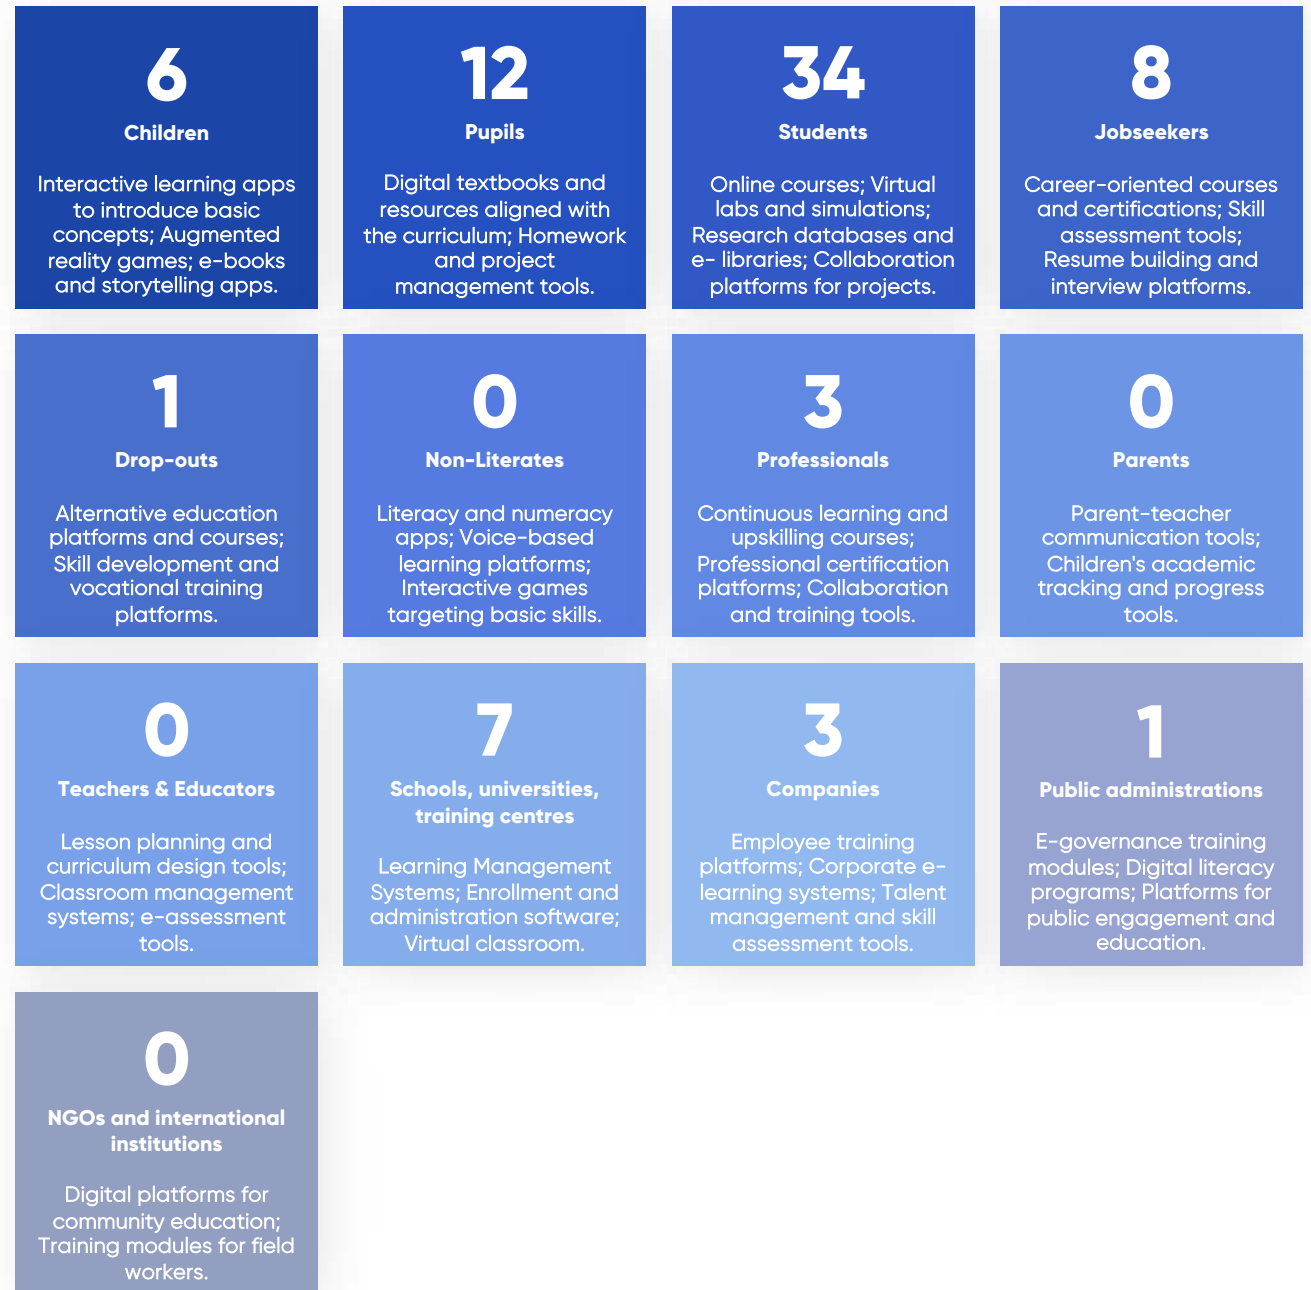 6
Children
Interactive learning apps
to introduce basic
concepts; Augmented
reality games; e-books
and storytelling apps.
12
Pupils
Digital textbooks and
resources aligned with
the curriculum; Homework
and project
management tools.
34
Students
Online courses; Virtual
labs and simulations;
Research databases and
e- libraries; Collaboration
platforms for projects.
8
Jobseekers
Career-oriented courses
and certifications; Skill
assessment tools;
Resume building and
interview platforms.
1
Drop-outs
Alternative education
platforms and courses;
Skill development and
vocational training
platforms.
0
Non-Literates
Literacy and numeracy
apps; Voice-based
learning platforms;
Interactive games
targeting basic skills.
3
Professionals
Continuous learning and
upskilling courses;
Professional certification
platforms; Collaboration
and training tools.
0
Parents
Parent-teacher
communication tools;
Children's academic
tracking and progress
tools.
0
Teachers & Educators
Lesson planning and
curriculum design tools;
Classroom management
systems; e-assessment
tools.
7
Schools, universities,
training centres
Learning Management
Systems; Enrollment and
administration software;
Virtual classroom.
3
Companies
Employee training
platforms; Corporate e-
learning systems; Talent
management and skill
assessment tools.
1
Public administrations
E-governance training
modules; Digital literacy
programs; Platforms for
public engagement and
education.
0
NGOs and international
institutions
Digital platforms for
community education;
Training modules for field
workers.